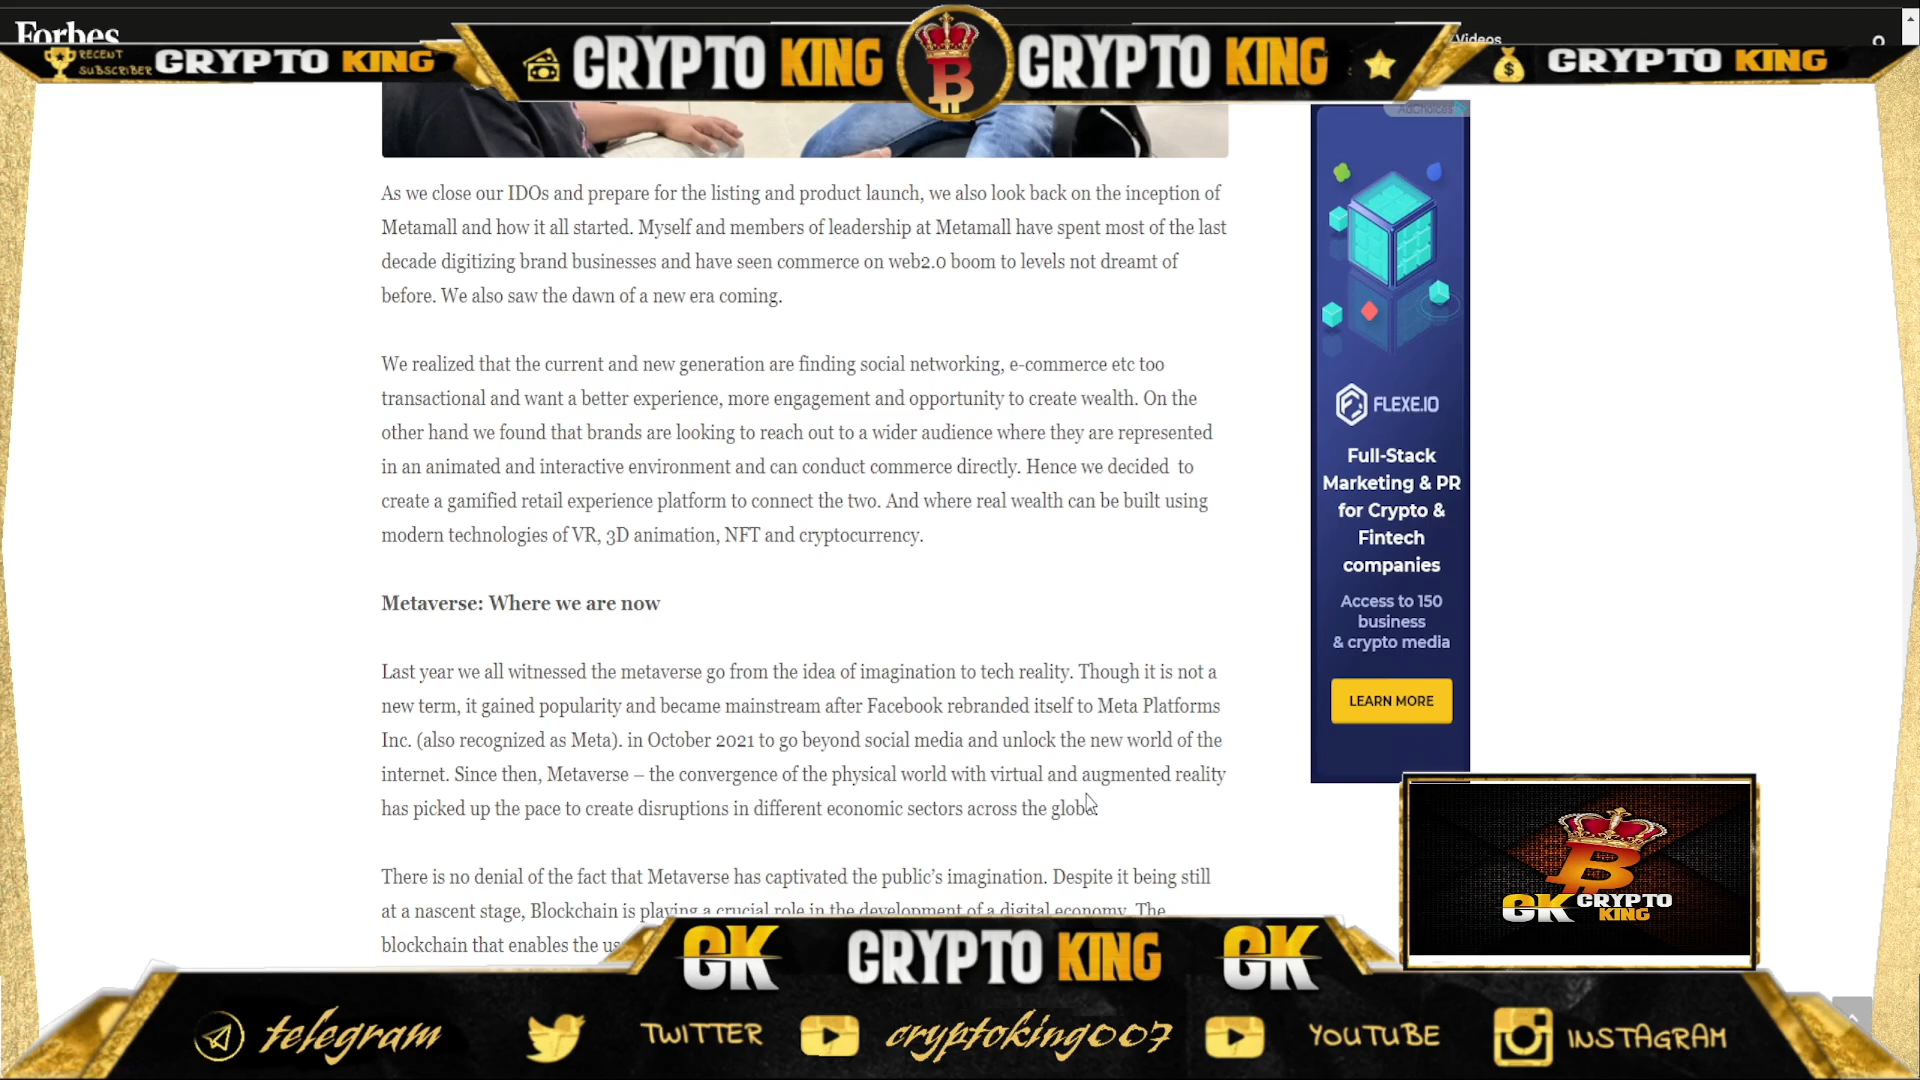 Forbes
Videos
RECENT
SUBSCRIBER
CRYPTO KING
CRYPTO KING
CRYPTO KING
CRYPTO KING
AdChoices
As we close our IDOs and prepare for the listing and product launch, we also look back on the inception of
Metamall and how it all started. Myself and members of leadership at Metamall have spent most of the last
decade digitizing brand businesses and have seen commerce on web2.0 boom to levels not dreamt of
before. We also saw the dawn of a new era coming.
We realized that the current and new generation are finding social networking, e-commerce etc too
transactional and want a better experience, more engagement and opportunity to create wealth. On the
other hand we found that brands are looking to reach out to a wider audience where they are represented
in an animated and interactive environment and can conduct commerce directly. Hence we decided to
create a gamified retail experience platform to connect the two. And where real wealth can be built using
modern technologies of VR, 3D animation, NFT and cryptocurrency.
Metaverse: Where we are now
Last year we all witnessed the metaverse go from the idea of imagination to tech reality. Though it is not a
new term, it gained popularity and became mainstream after Facebook rebranded itself to Meta Platforms
Inc. (also recognized as Meta). in October 2021 to go beyond social media and unlock the new world of the
internet. Since then, Metaverse – the convergence of the physical world with virtual and augmented reality
has picked up the pace to create disruptions in different economic sectors across the globe.
There is no denial of the fact that Metaverse has captivated the public's imagination. Despite it being still
at a nascent stage, Blockchain is playing a crucial role in the development of a digital economy. The
blockchain that enables the
FLEXE.IO
Full-Stack
Marketing & PR
for Crypto &
Fintech
companies
Access to 150
business
& crypto media
LEARN MORE
CK CRYPTO
KING
CK
CRYPTO KING
CK
telegram
TWITTER
cryptoking007
YOUTUBE
INSTAGRAM